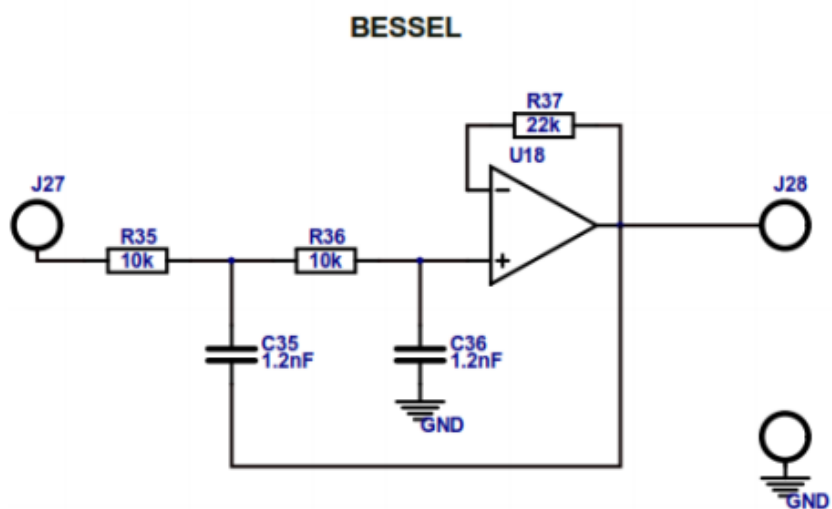 BESSEL
R37
22k
U18
J27
J28
R35
10k
R36
10k
C35
1.2nF
C36
1.2nF
GND
GND